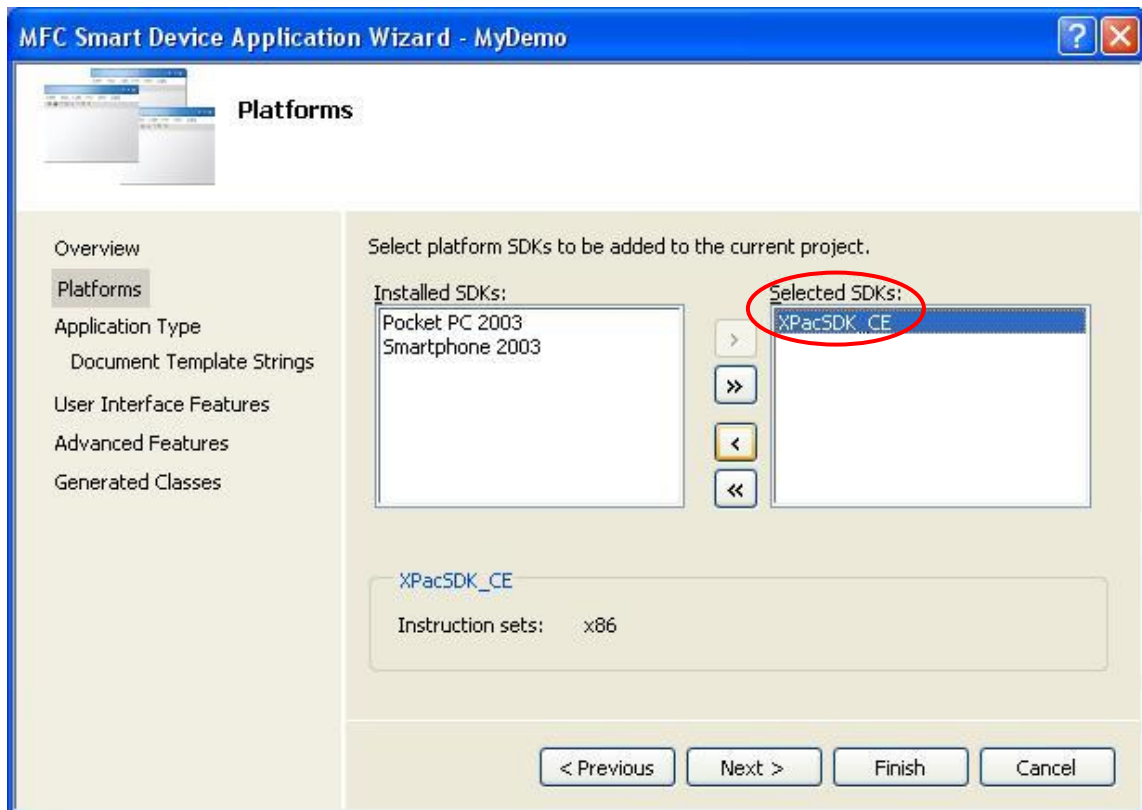 MFC Smart Device Application Wizard - MyDemo
Platforms
Overview
Platforms
Application Type
Document Template Strings
User Interface Features
Advanced Features
Generated Classes
Select platform SDKs to be added to the current project.
Installed SDKs:
Pocket PC 2003
Smartphone 2003
>
>>
<
<<
Selected SDKs:
XPacSDK_CE
XPacSDK_CE
Instruction sets: x86
< Previous
Next >
Finish
Cancel